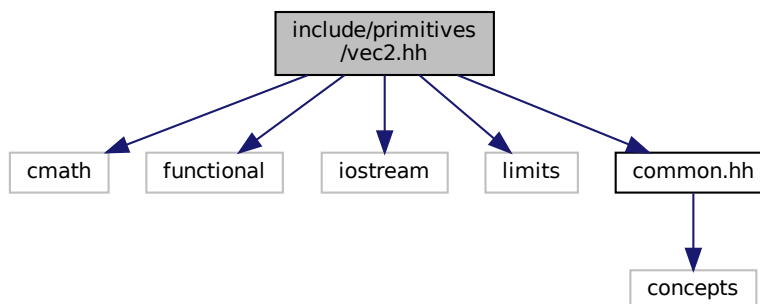 include/primitives
/vec2.hh
cmath
functional
iostream
limits
common.hh
concepts